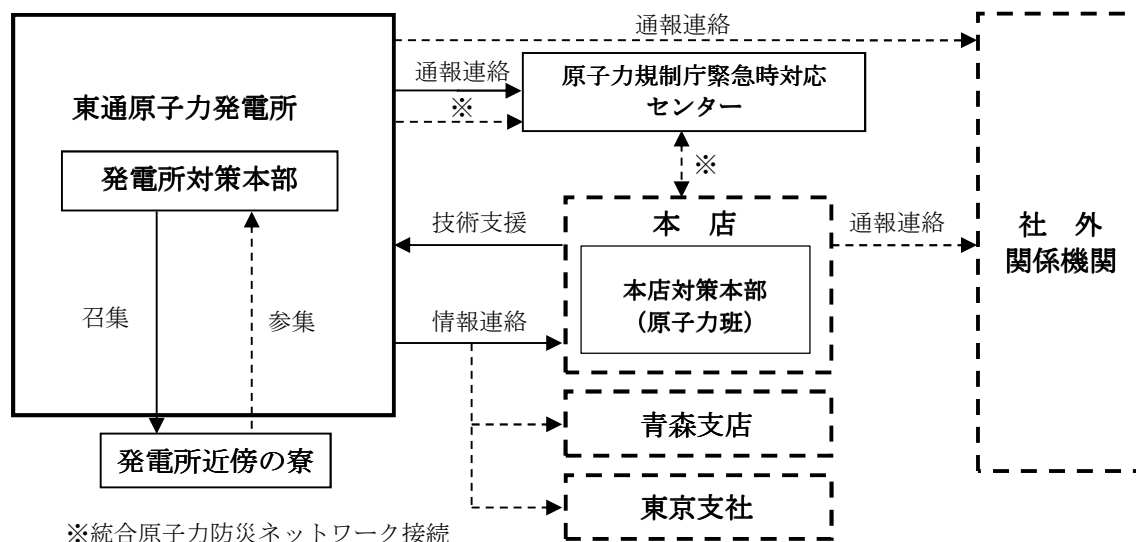 通報連絡
通報連絡
※
原子力規制庁緊急時対応
センター
東通原子力発電所
発電所対策本部
※
技術支援
本　店
通報連絡
社　外
関係機関
本店対策本部
（原子力班）
召集
参集
情報連絡
青森支店
発電所近傍の寮
東京支社
※統合原子力防災ネットワーク接続